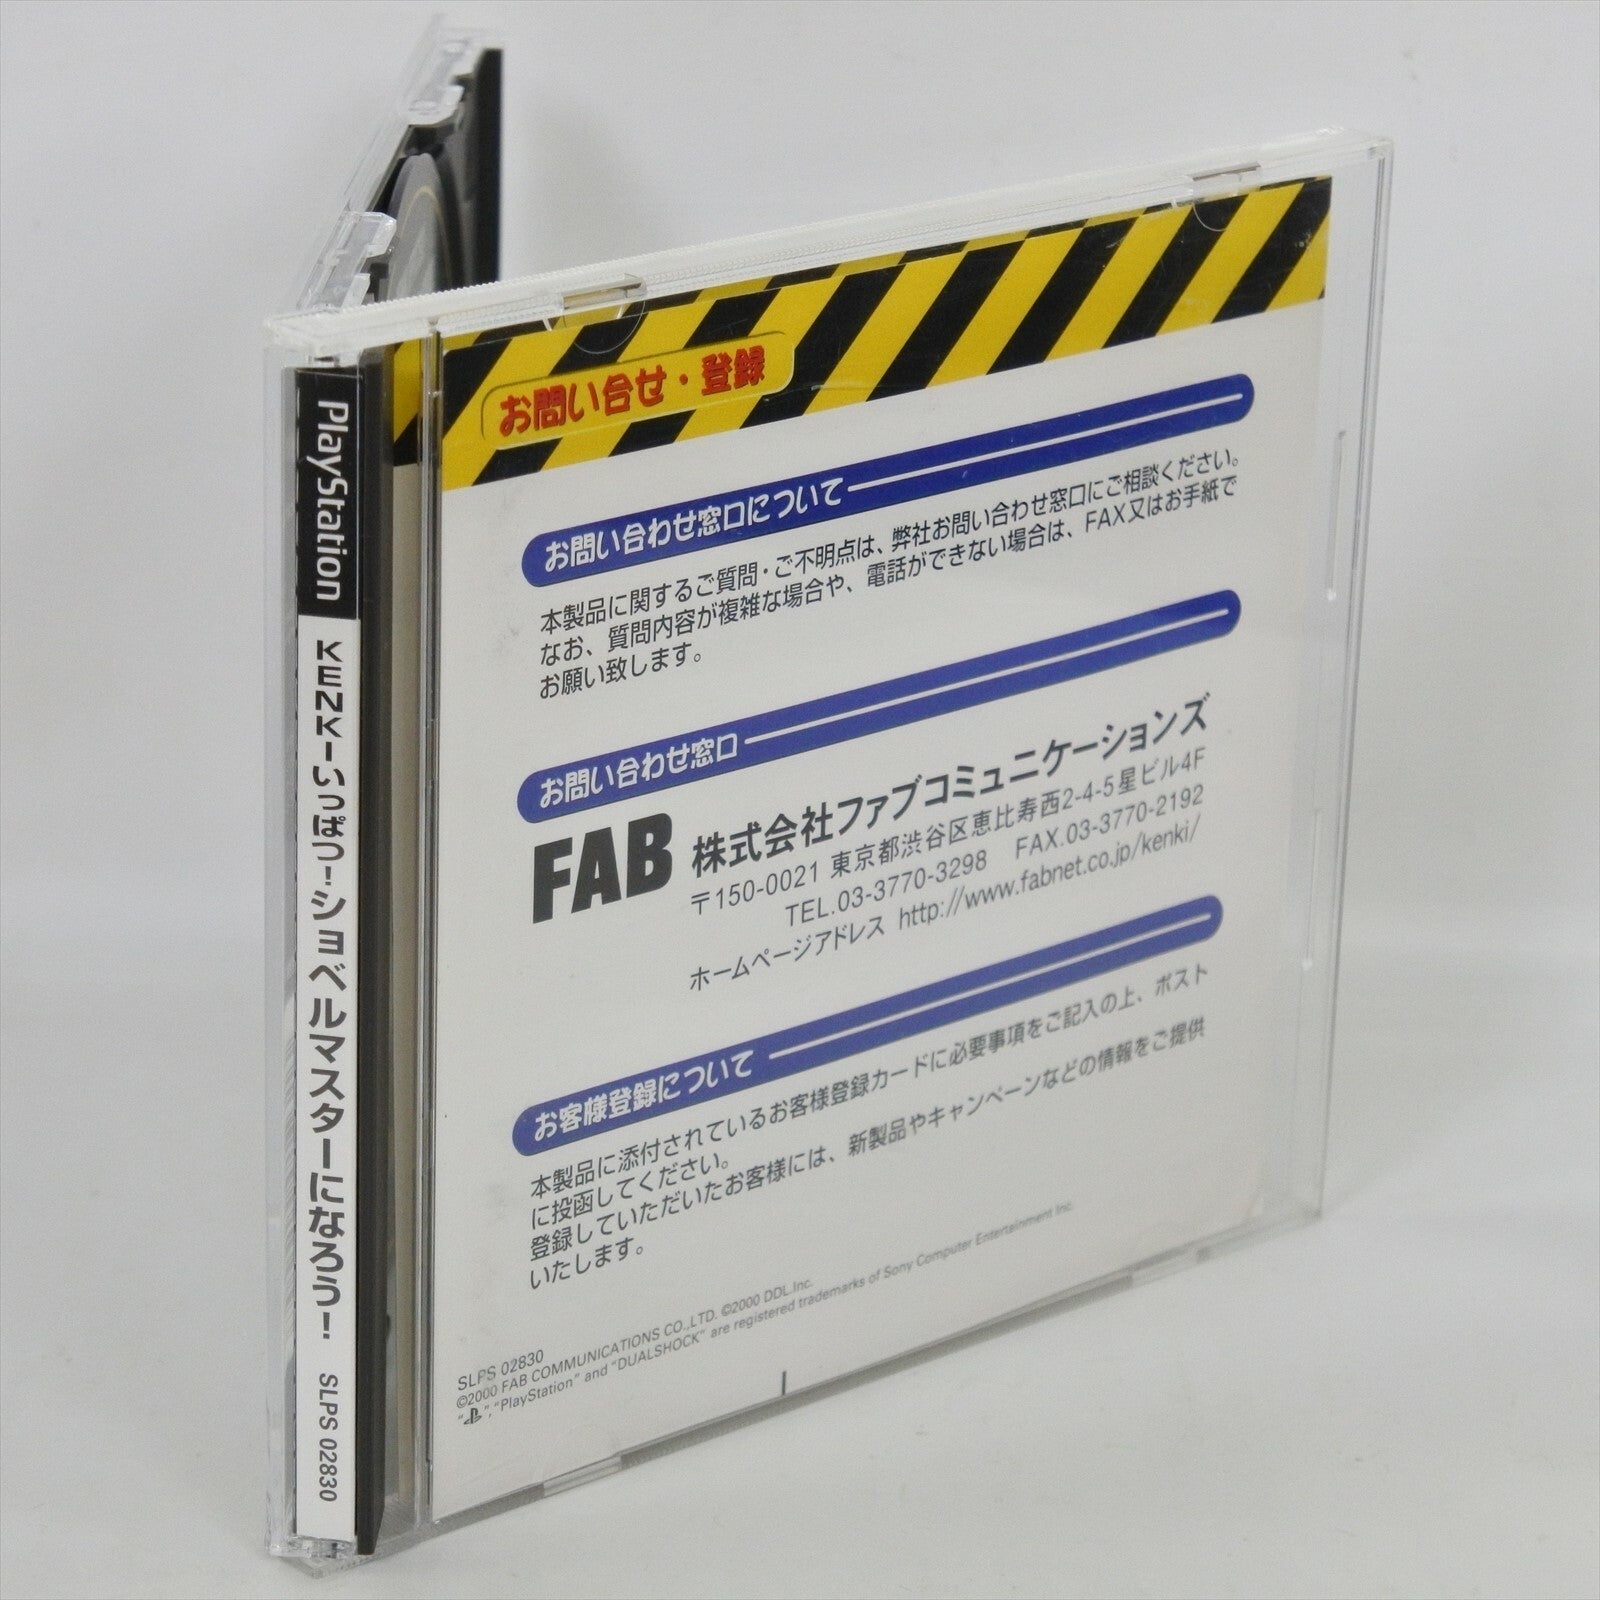 PlayStation
KENKIいっぱつ!ショベルマスターになろう!
SLPS 02830
お問い合せ・登録
お問い合わせ窓口について
本製品に関するご質問・ご不明点は、弊社お問い合わせ窓口にご相談ください。
なお、質問内容が複雑な場合や、電話ができない場合は、FAX又はお手紙で
お願い致します。
お問い合わせ窓口
FAB 株式会社ファブコミュニケーションズ
〒150-0021 東京都渋谷区恵比寿西2-4-5星ビル4F
TEL.03-3770-3298 FAX.03-3770-2192
ホームページアドレス http://www.fabnet.co.jp/kenki/
お客様登録について
本製品に添付されているお客様登録カードに必要事項をご記入の上、ポスト
に投函してください。
登録していただいたお客様には、新製品やキャンペーンなどの情報をご提供
いたします。
SLPS 02830
©2000 FAB COMMUNICATIONS CO.,LTD. ©2000 DDL.Inc.
"PlayStation" and "DUALSHOCK" are registered trademarks of Sony Computer Entertainment Inc.